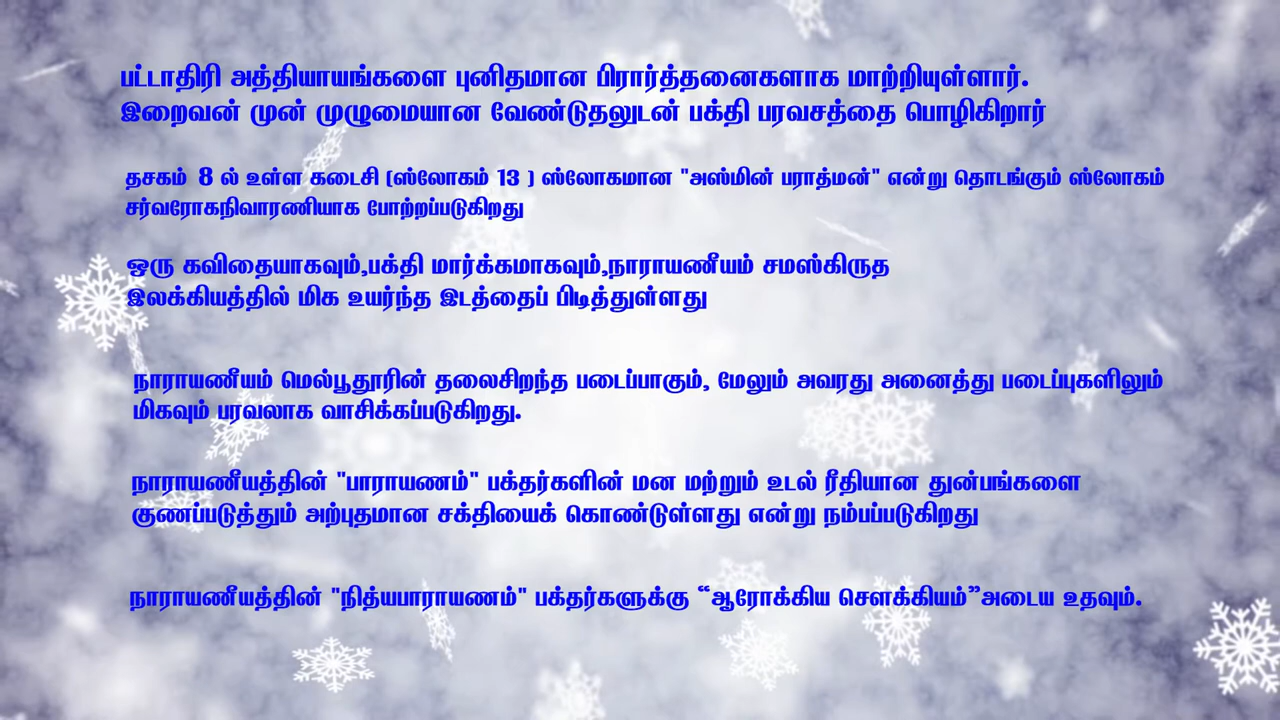 பட்டாதிரி அத்தியாயங்களை புனிதமான பிரார்த்தனைகளாக மாற்றியுள்ளார்.
இறைவன் முன் முழுமையான வேண்டுதலுடன் பக்தி பரவசத்தை பொழிகிறார்
தசகம் 8 ல் உள்ள கடைசி (ஸ்லோகம் 13 ) ஸ்லோகமான "அஸ்மின் பராத்மன்" என்று தொடங்கும் ஸ்லோகம்
சர்வரோகநிவாரணியாக போற்றப்படுகிறது
ஒரு கவிதையாகவும்,பக்தி மார்க்கமாகவும்,நாராயணீயம் சமஸ்கிருத
இலக்கியத்தில் மிக உயர்ந்த இடத்தைப் பிடித்துள்ளது
நாராயணீயம் மெல்பூதூரின் தலைசிறந்த படைப்பாகும், மேலும் அவரது அனைத்து படைப்புகளிலும்
மிகவும் பரவலாக வாசிக்கப்படுகிறது.
நாராயணீயத்தின் "பாராயணம்" பக்தர்களின் மன மற்றும் உடல் ரீதியான துன்பங்களை
குணப்படுத்தும் அற்புதமான சக்தியைக் கொண்டுள்ளது என்று நம்பப்படுகிறது
நாராயணீயத்தின் "நித்யபாராயணம்" பக்தர்களுக்கு “ஆரோக்கிய சௌக்கியம்”அடைய உதவும்.